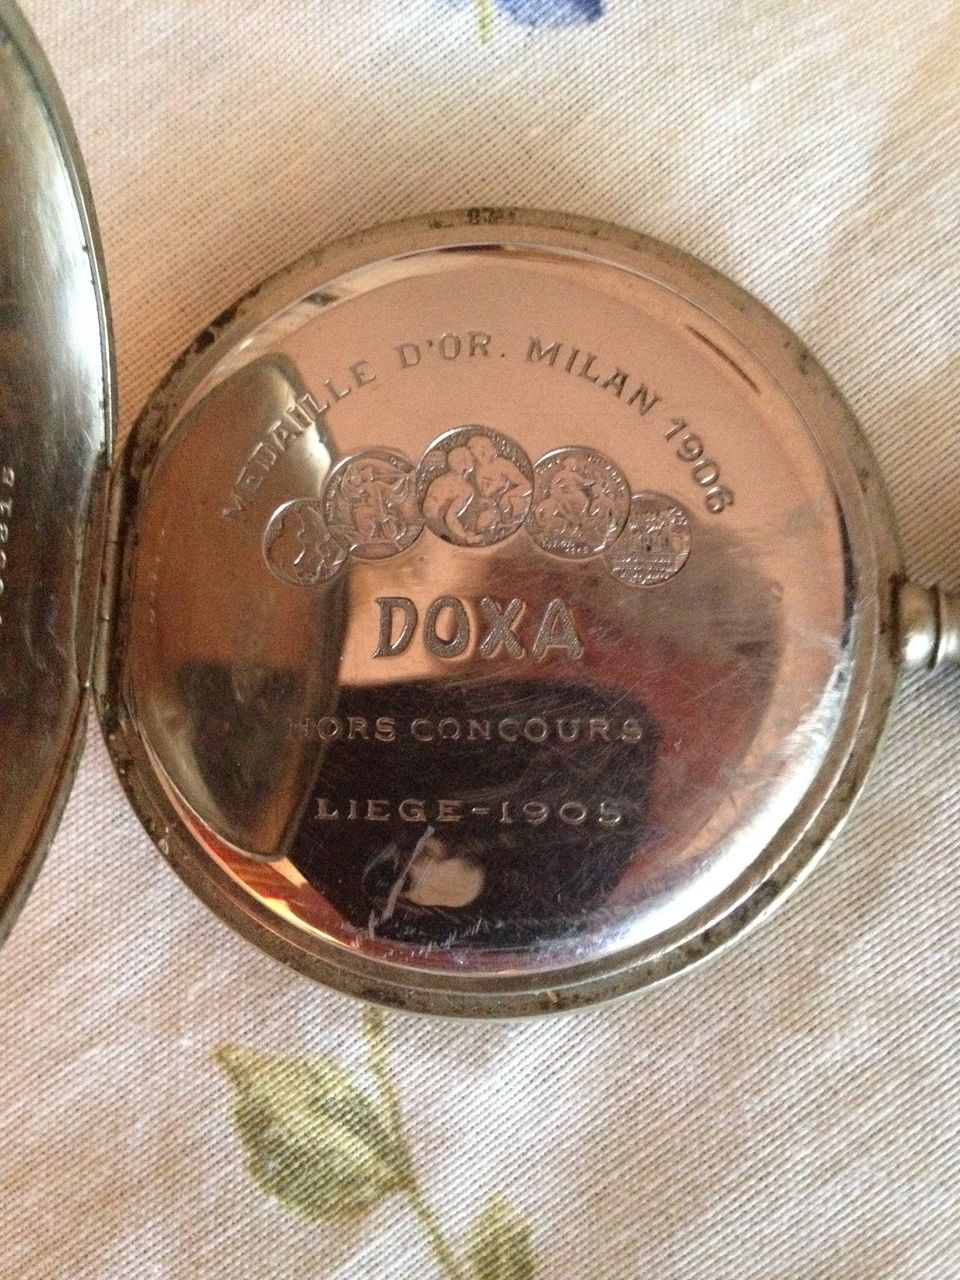 MEDAILLE D'OR. MILAN 1906
DOXA
HORS CONCOURS
LIEGE-1905